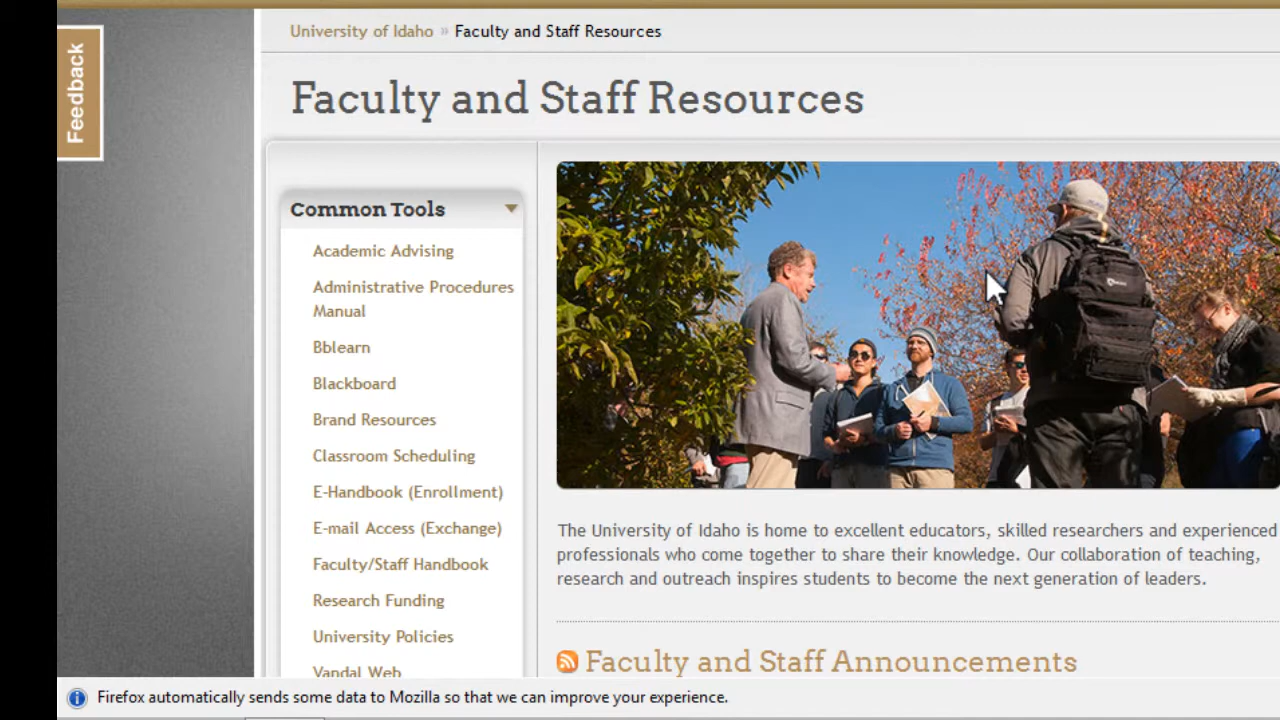 University of Idaho » Faculty and Staff Resources
Feedback
Faculty and Staff Resources
Common Tools
Academic Advising
Administrative Procedures
Manual
Bblearn
Blackboard
Brand Resources
Classroom Scheduling
E-Handbook (Enrollment)
E-mail Access (Exchange)
Faculty/Staff Handbook
Research Funding
University Policies
Vandal Web
The University of Idaho is home to excellent educators, skilled researchers and experienced
professionals who come together to share their knowledge. Our collaboration of teaching,
research and outreach inspires students to become the next generation of leaders.
Faculty and Staff Announcements
Firefox automatically sends some data to Mozilla so that we can improve your experience.